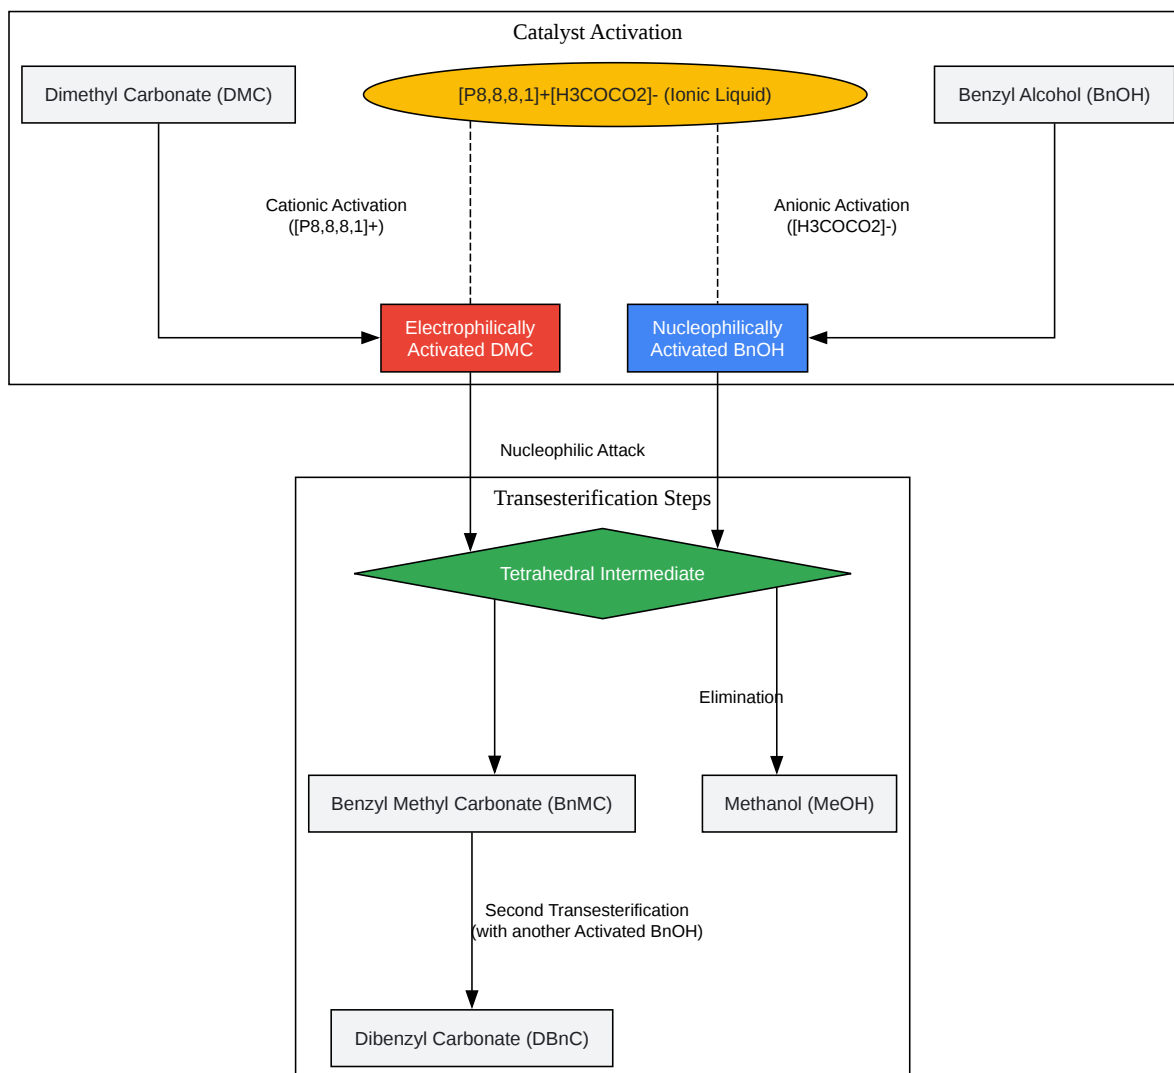 Catalyst Activation
Dimethyl Carbonate (DMC)
[P8,8,8,1]+[H3COCO2]- (Ionic Liquid)
Benzyl Alcohol (BnOH)
Cationic Activation
([P8,8,8,1]+)
Anionic Activation
([H3COCO2]-)
Electrophilically
Activated DMC
Nucleophilically
Activated BnOH
Nucleophilic Attack
Transesterification Steps
Tetrahedral Intermediate
Elimination
Benzyl Methyl Carbonate (BnMC)
Methanol (MeOH)
Second Transesterification
(with another Activated BnOH)
Dibenzyl Carbonate (DBnC)